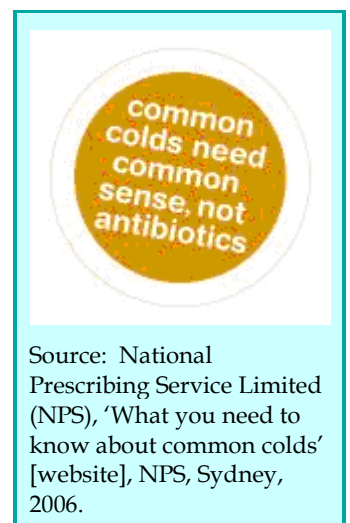 common
colds need
common
sense, not
antibiotics
Source:  National
Prescribing Service Limited
(NPS), ‘What you need to
know about common colds’
[website], NPS, Sydney,
2006.